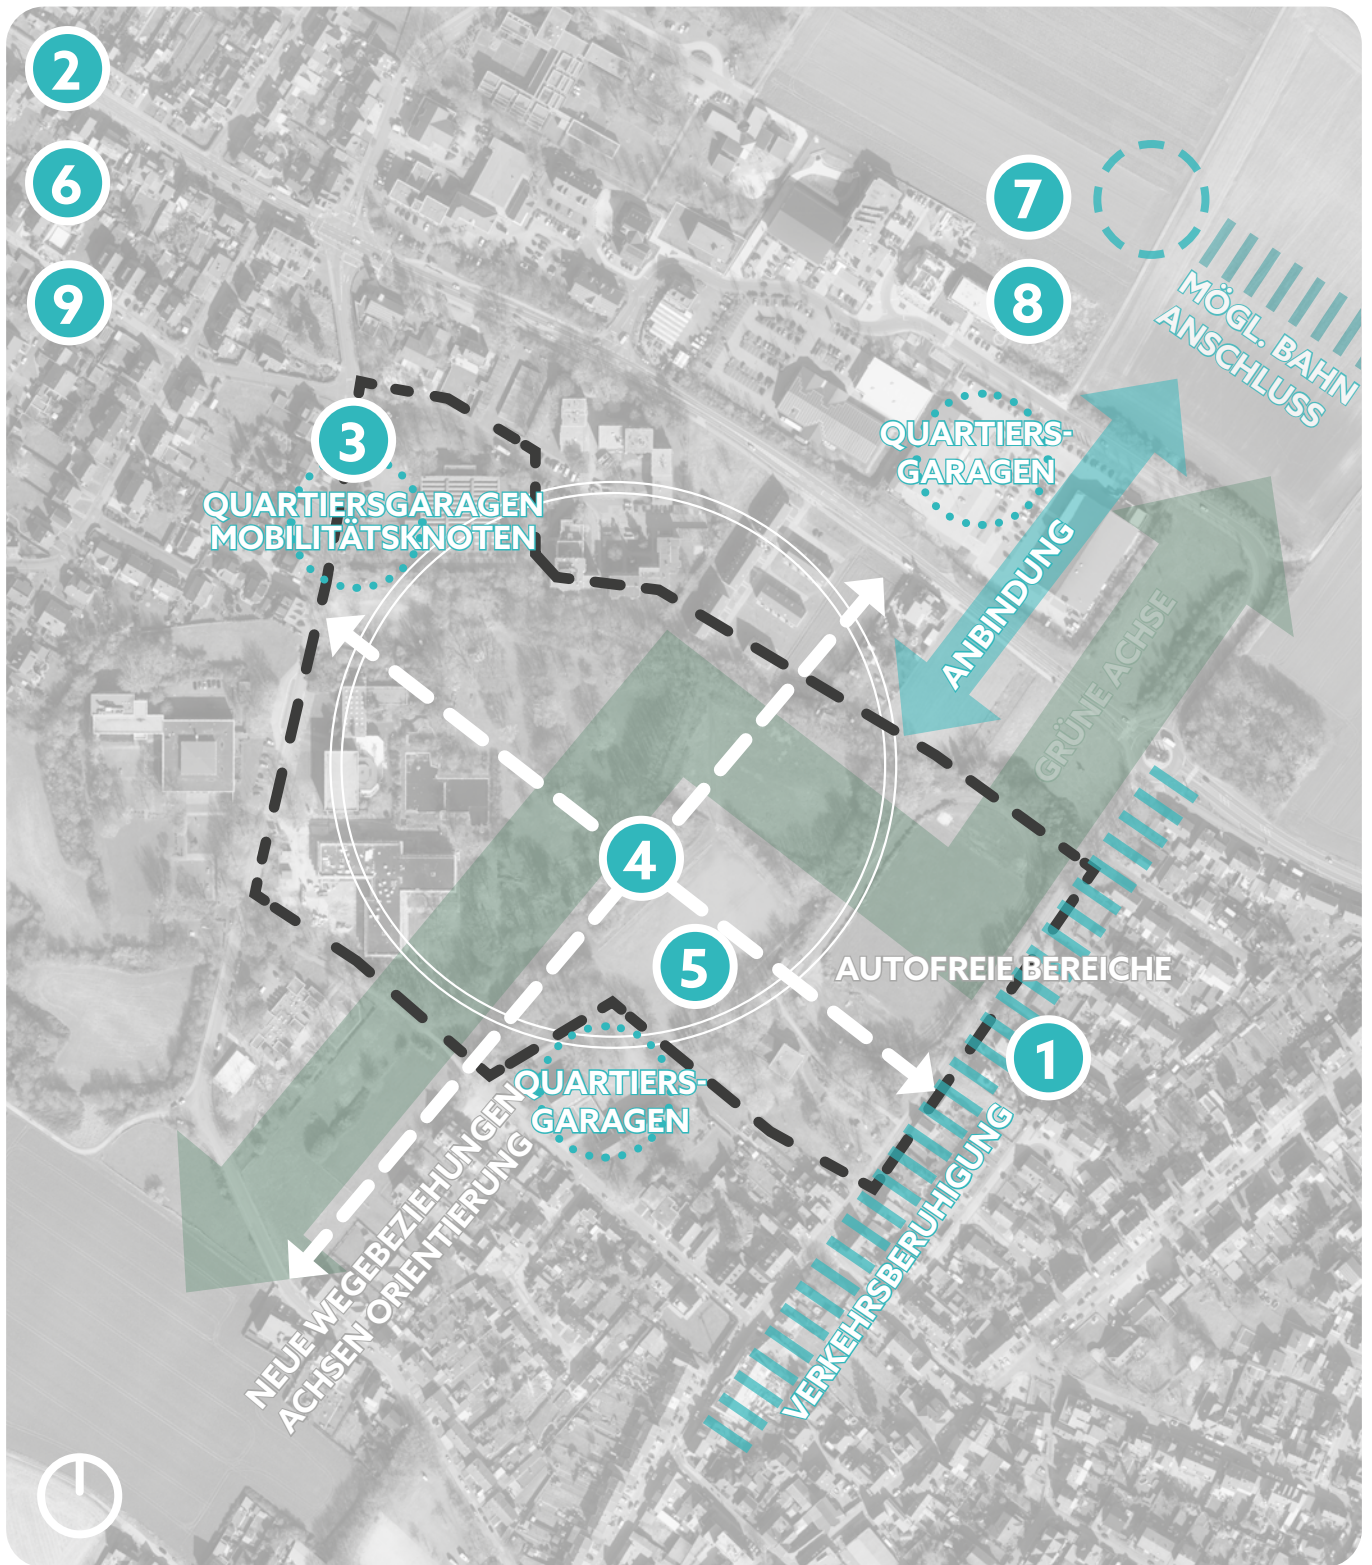 2
6
9
7
8
MÖGL. BAHN
ANSCHLUSS
3
QUARTIERSGARAGEN
MOBILITÄTSKNOTEN
QUARTIERS-
GARAGEN
ANBINDUNG
GRÜNE ACHSE
4
5
AUTOFREIE BEREICHE
1
QUARTIERS-
GARAGEN
NEUE WEGEBEZIEHUNGEN
ACHSEN ORIENTIERUNG
VERKEHRSBERUHIGUNG